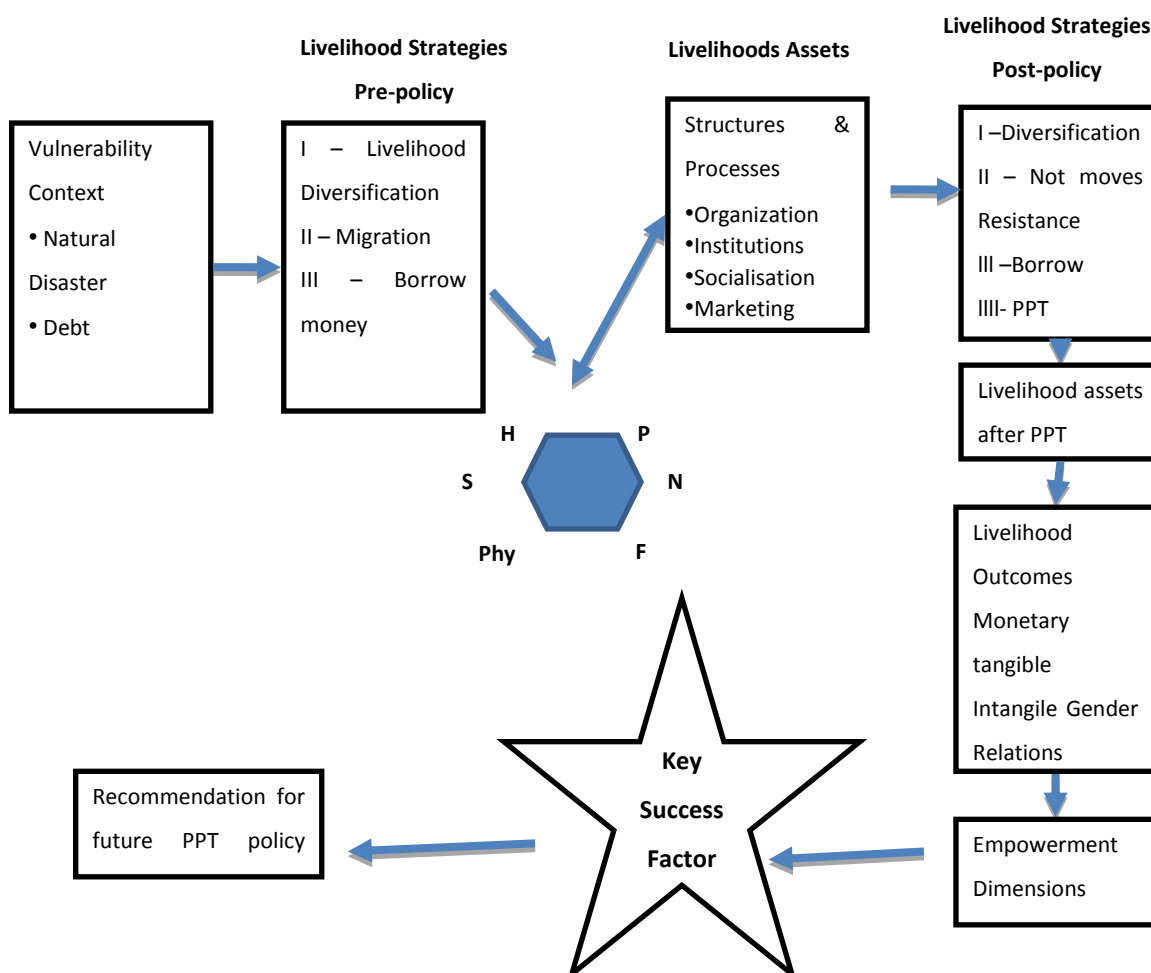 Livelihood Strategies
Pre-policy
Livelihoods Assets
Livelihood Strategies
Post-policy
Vulnerability
Context
• Natural
Disaster
• Debt
I – Livelihood
Diversification
II – Migration
III – Borrow
money
Structures &
Processes
•Organization
•Institutions
•Socialisation
•Marketing
I –Diversification
II – Not moves
Resistance
III –Borrow
IIII- PPT
Livelihood assets
after PPT
H
P
S
N
Phy
F
Livelihood
Outcomes
Monetary
tangible
Intangile Gender
Relations
Key
Success
Factor
Recommendation for
future PPT policy
Empowerment
Dimensions